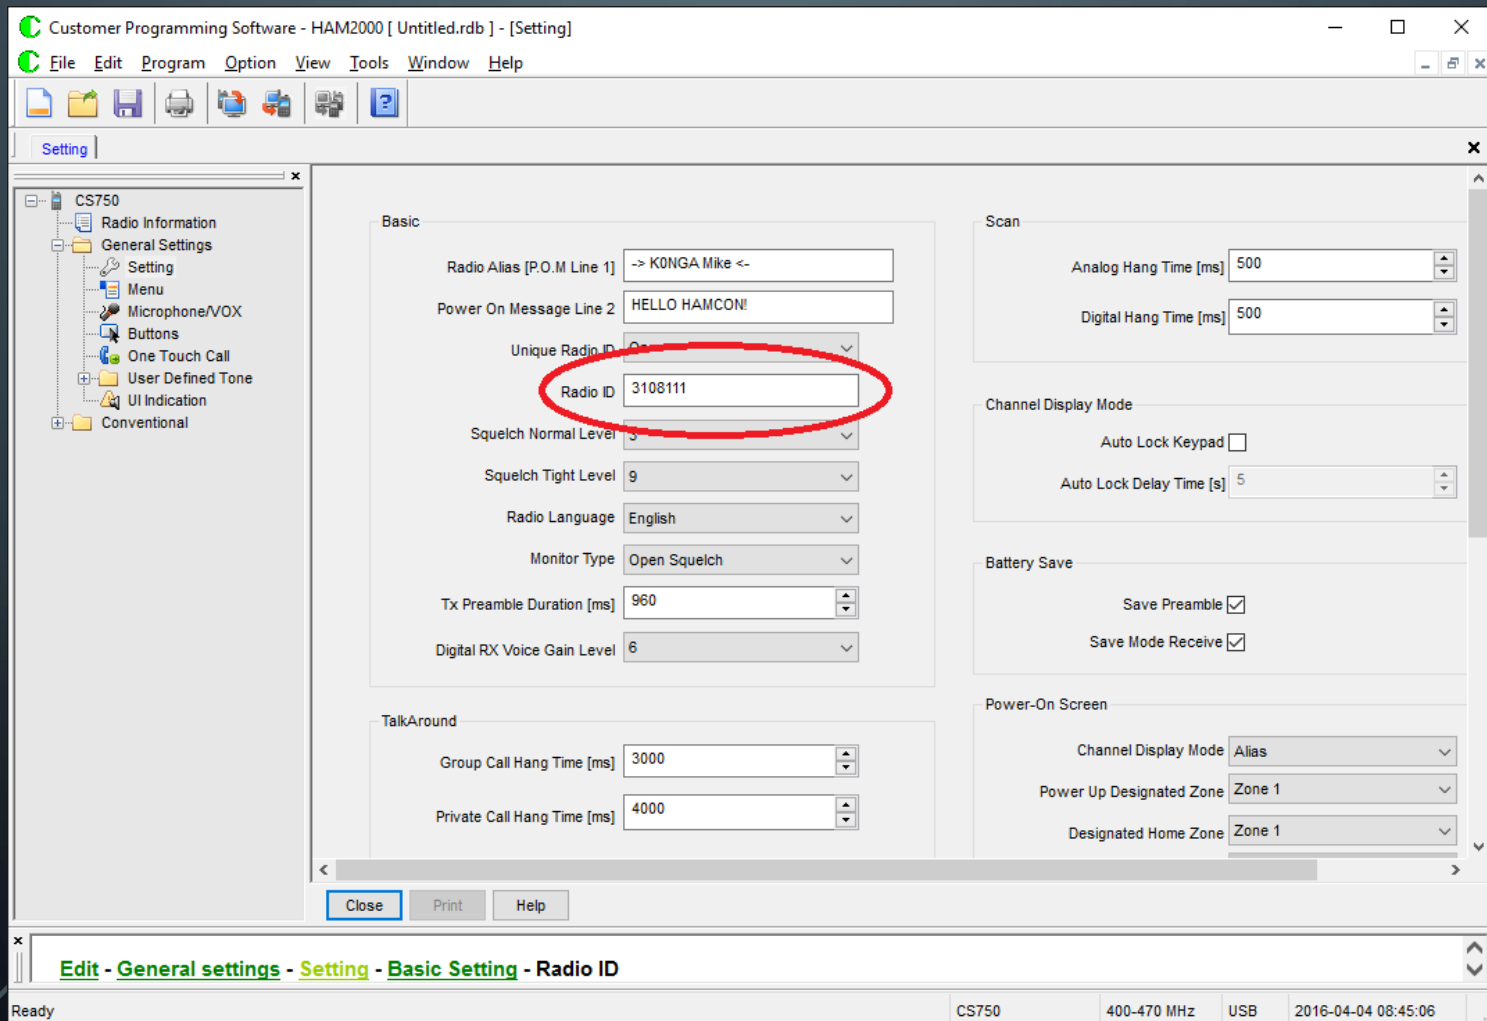 Customer Programming Software - HAM2000 [ Untitled.rdb ] - [Setting]
File Edit Program Option View Tools Window Help
Setting
CS750
Radio Information
General Settings
Setting
Menu
Microphone/VOX
Buttons
One Touch Call
User Defined Tone
UI Indication
Conventional
Basic
Radio Alias [P.O.M Line 1] -> K0NGA Mike <-
Power On Message Line 2 HELLO HAMCON!
Unique Radio ID
Radio ID 3108111
Squelch Normal Level 3
Squelch Tight Level 9
Radio Language English
Monitor Type Open Squelch
Tx Preamble Duration [ms] 960
Digital RX Voice Gain Level 6
TalkAround
Group Call Hang Time [ms] 3000
Private Call Hang Time [ms] 4000
Scan
Analog Hang Time [ms] 500
Digital Hang Time [ms] 500
Channel Display Mode
Auto Lock Keypad
Auto Lock Delay Time [s] 5
Battery Save
Save Preamble
Save Mode Receive
Power-On Screen
Channel Display Mode Alias
Power Up Designated Zone Zone 1
Designated Home Zone Zone 1
Close Print Help
Edit - General settings - Setting - Basic Setting - Radio ID
Ready CS750 400-470 MHz USB 2016-04-04 08:45:06